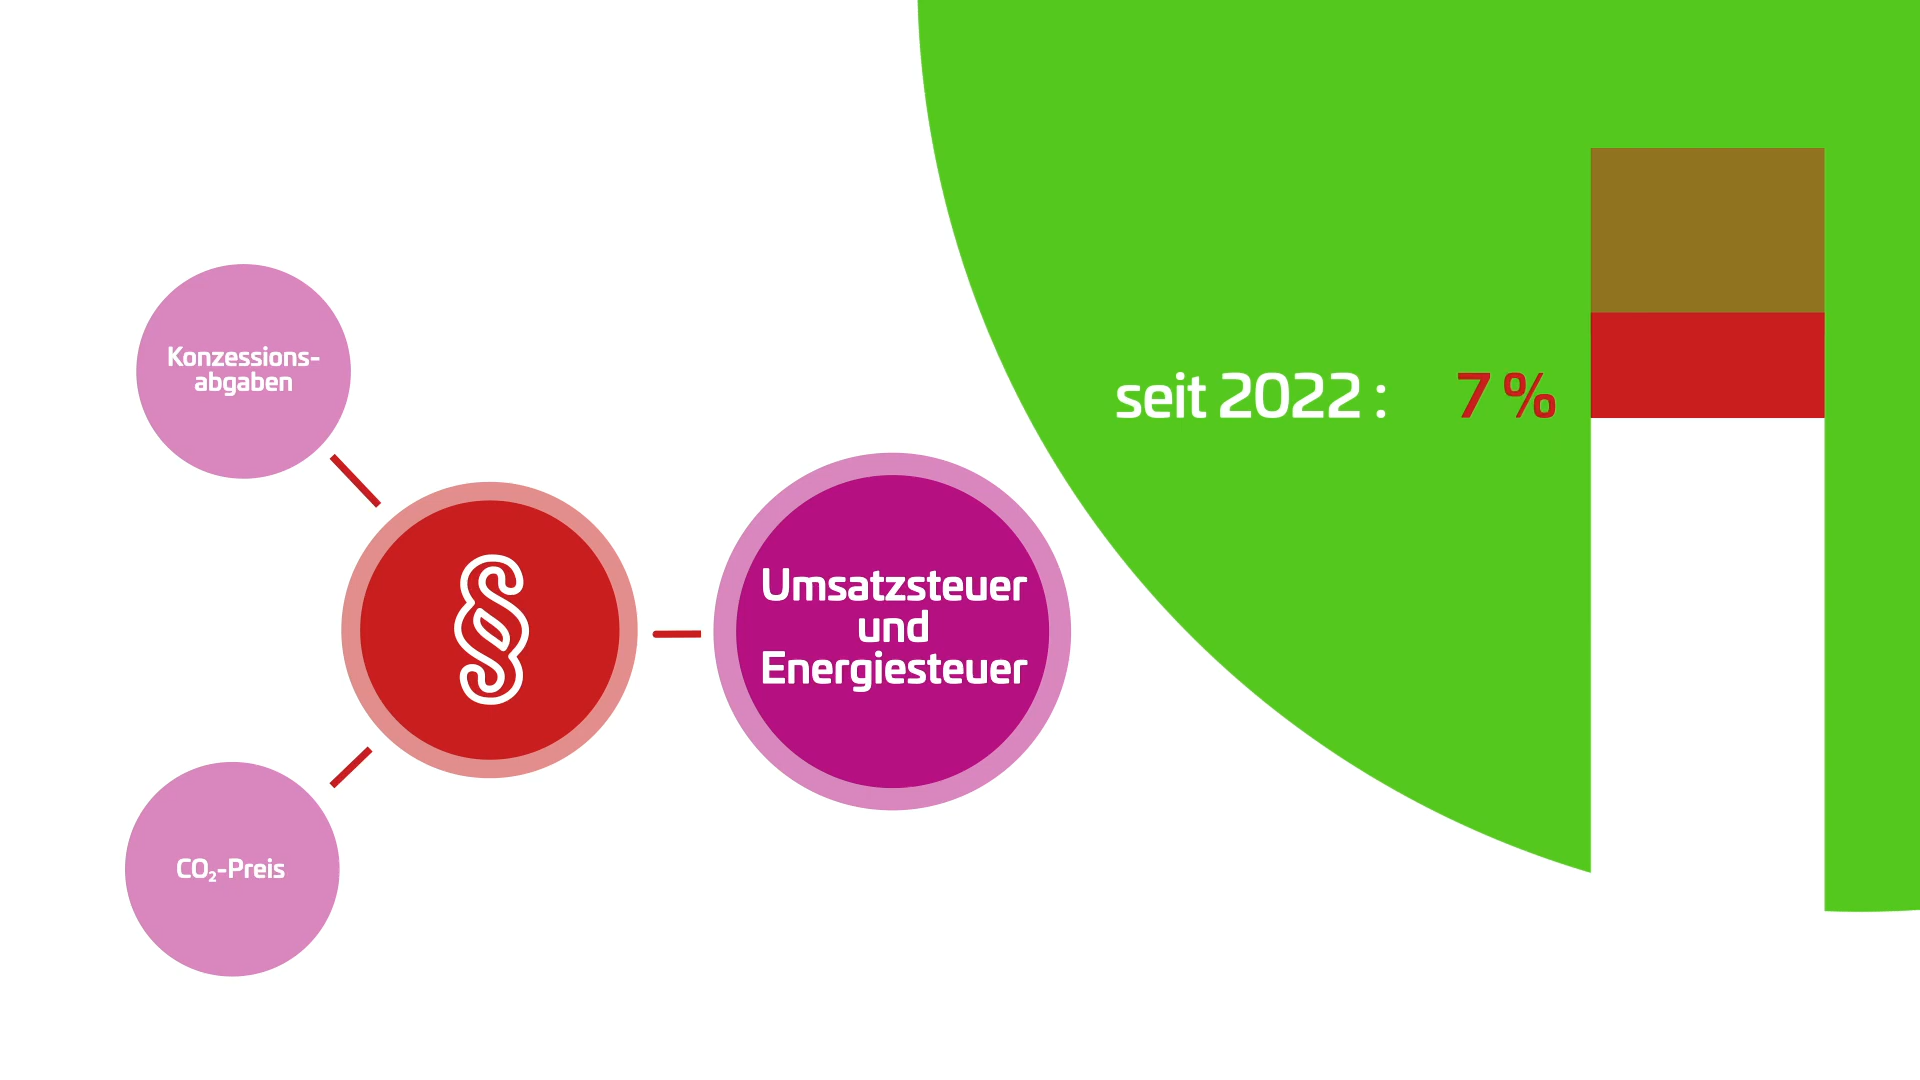 Konzessions-
abgaben
seit 2022 : 7 %
§
Umsatzsteuer
und
Energiesteuer
CO₂-Preis